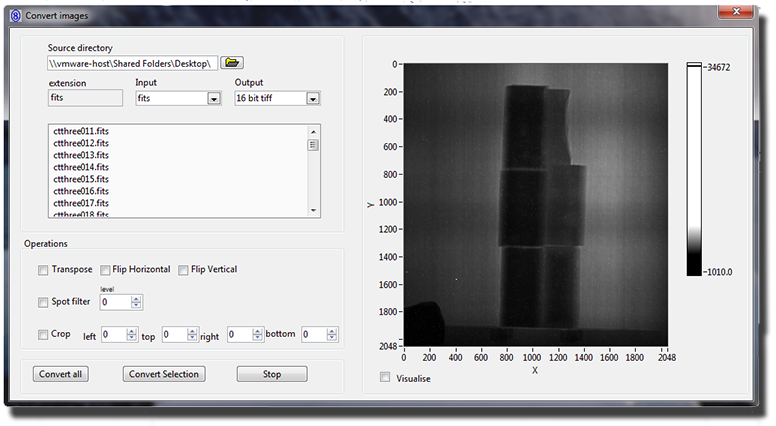 Convert images
Source directory
\\vmware-host\Shared Folders\Desktop\
extension Input Output
fits fits 16 bit tiff
ctthree011.fits
ctthree012.fits
ctthree013.fits
ctthree014.fits
ctthree015.fits
ctthree016.fits
ctthree017.fits
ctthree018.fits
Operations
Transpose Flip Horizontal Flip Vertical
level
Spot filter 0
Crop left 0 top 0 right 0 bottom 0
Convert all Convert Selection Stop
0
200
400
600
800
1000
1200
1400
1600
1800
2048
Y
0 200 400 600 800 1000 1200 1400 1600 1800 2048
X
34672
1010.0
Visualise